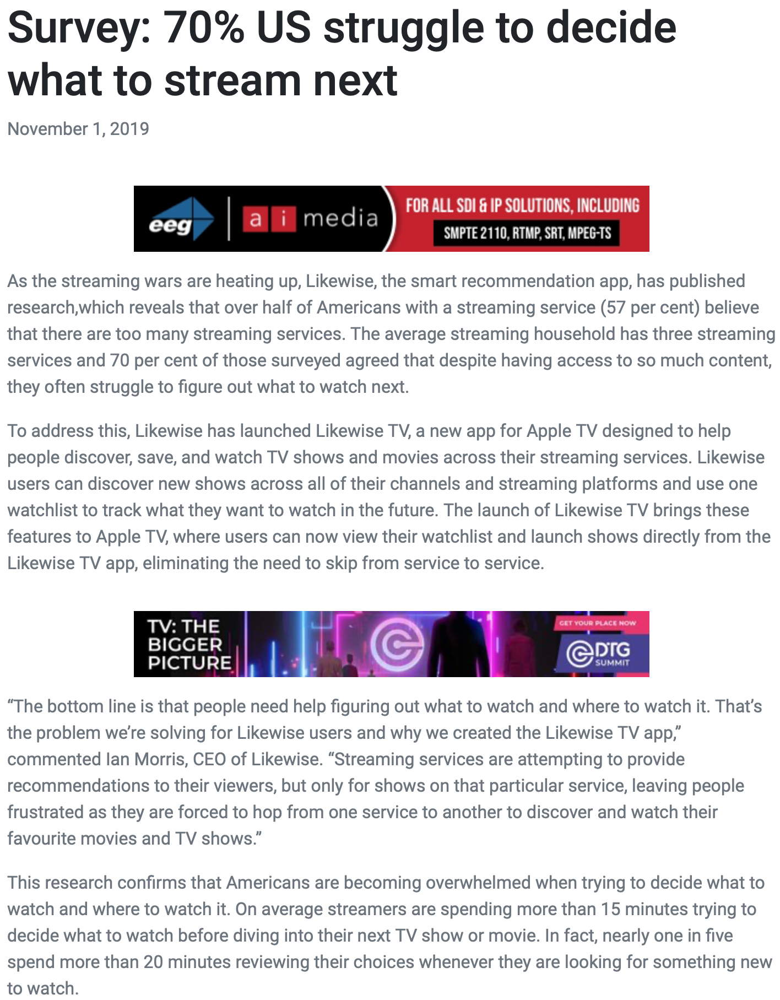 Survey: 70% US struggle to decide
what to stream next
November 1, 2019
eeg
ai media
FOR ALL SDI & IP SOLUTIONS, INCLUDING
SMPTE 2110, RTMP, SRT, MPEG-TS
As the streaming wars are heating up, Likewise, the smart recommendation app, has published
research,which reveals that over half of Americans with a streaming service (57 per cent) believe
that there are too many streaming services. The average streaming household has three streaming
services and 70 per cent of those surveyed agreed that despite having access to so much content,
they often struggle to figure out what to watch next.
To address this, Likewise has launched Likewise TV, a new app for Apple TV designed to help
people discover, save, and watch TV shows and movies across their streaming services. Likewise
users can discover new shows across all of their channels and streaming platforms and use one
watchlist to track what they want to watch in the future. The launch of Likewise TV brings these
features to Apple TV, where users can now view their watchlist and launch shows directly from the
Likewise TV app, eliminating the need to skip from service to service.
TV: THE
BIGGER
PICTURE
GET YOUR PLACE NOW
DTG
SUMMIT
“The bottom line is that people need help figuring out what to watch and where to watch it. That’s
the problem we’re solving for Likewise users and why we created the Likewise TV app,”
commented Ian Morris, CEO of Likewise. “Streaming services are attempting to provide
recommendations to their viewers, but only for shows on that particular service, leaving people
frustrated as they are forced to hop from one service to another to discover and watch their
favourite movies and TV shows.”
This research confirms that Americans are becoming overwhelmed when trying to decide what to
watch and where to watch it. On average streamers are spending more than 15 minutes trying to
decide what to watch before diving into their next TV show or movie. In fact, nearly one in five
spend more than 20 minutes reviewing their choices whenever they are looking for something new
to watch.